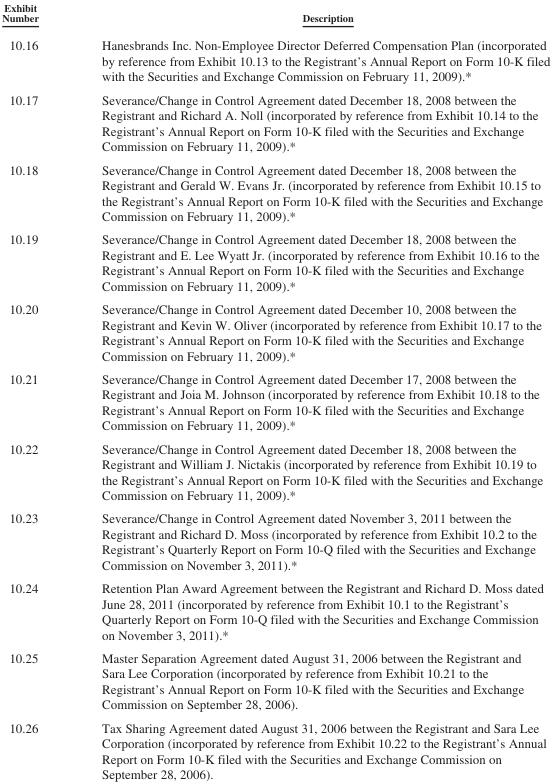 Exhibit
Number Description
10.16 Hanesbrands Inc. Non-Employee Director Deferred Compensation Plan (incorporated
by reference from Exhibit 10.13 to the Registrant's Annual Report on Form 10-K filed
with the Securities and Exchange Commission on February 11, 2009).*
10.17 Severance/Change in Control Agreement dated December 18, 2008 between the
Registrant and Richard A. Noll (incorporated by reference from Exhibit 10.14 to the
Registrant's Annual Report on Form 10-K filed with the Securities and Exchange
Commission on February 11, 2009).*
10.18 Severance/Change in Control Agreement dated December 18, 2008 between the
Registrant and Gerald W. Evans Jr. (incorporated by reference from Exhibit 10.15 to
the Registrant's Annual Report on Form 10-K filed with the Securities and Exchange
Commission on February 11, 2009).*
10.19 Severance/Change in Control Agreement dated December 18, 2008 between the
Registrant and E. Lee Wyatt Jr. (incorporated by reference from Exhibit 10.16 to the
Registrant's Annual Report on Form 10-K filed with the Securities and Exchange
Commission on February 11, 2009).*
10.20 Severance/Change in Control Agreement dated December 10, 2008 between the
Registrant and Kevin W. Oliver (incorporated by reference from Exhibit 10.17 to the
Registrant's Annual Report on Form 10-K filed with the Securities and Exchange
Commission on February 11, 2009).*
10.21 Severance/Change in Control Agreement dated December 17, 2008 between the
Registrant and Joia M. Johnson (incorporated by reference from Exhibit 10.18 to the
Registrant's Annual Report on Form 10-K filed with the Securities and Exchange
Commission on February 11, 2009).*
10.22 Severance/Change in Control Agreement dated December 18, 2008 between the
Registrant and William J. Nictakis (incorporated by reference from Exhibit 10.19 to
the Registrant's Annual Report on Form 10-K filed with the Securities and Exchange
Commission on February 11, 2009).*
10.23 Severance/Change in Control Agreement dated November 3, 2011 between the
Registrant and Richard D. Moss (incorporated by reference from Exhibit 10.2 to the
Registrant's Quarterly Report on Form 10-Q filed with the Securities and Exchange
Commission on November 3, 2011).*
10.24 Retention Plan Award Agreement between the Registrant and Richard D. Moss dated
June 28, 2011 (incorporated by reference from Exhibit 10.1 to the Registrant's
Quarterly Report on Form 10-Q filed with the Securities and Exchange Commission
on November 3, 2011).*
10.25 Master Separation Agreement dated August 31, 2006 between the Registrant and
Sara Lee Corporation (incorporated by reference from Exhibit 10.21 to the
Registrant's Annual Report on Form 10-K filed with the Securities and Exchange
Commission on September 28, 2006).
10.26 Tax Sharing Agreement dated August 31, 2006 between the Registrant and Sara Lee
Corporation (incorporated by reference from Exhibit 10.22 to the Registrant's Annual
Report on Form 10-K filed with the Securities and Exchange Commission on
September 28, 2006).